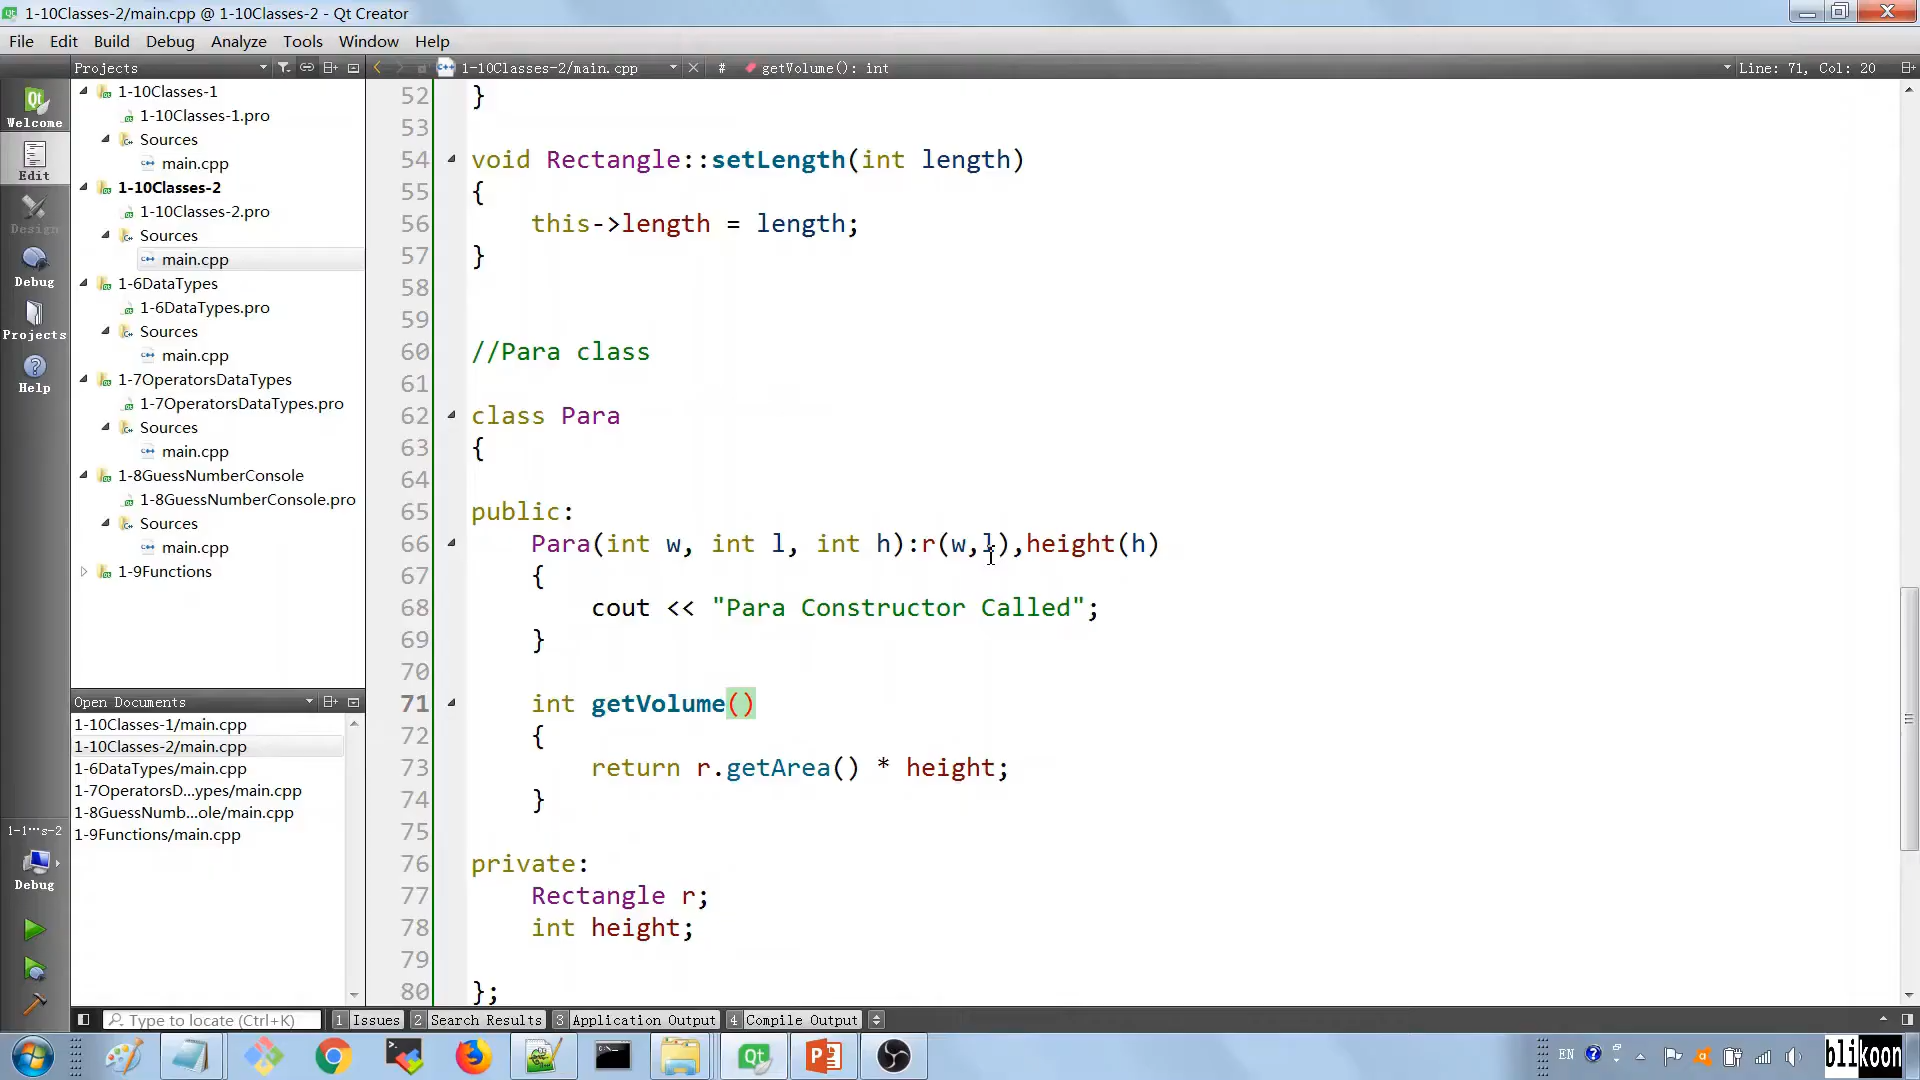 1-10Classes-2/main.cpp @ 1-10Classes-2 - Qt Creator
File Edit Build Debug Analyze Tools Window Help
Projects
1-10Classes-2/main.cpp
# getVolume(): int
Line: 71, Col: 20
Welcome
Edit
Design
Debug
Projects
Help
1-1···s-2
Debug
1-10Classes-1
1-10Classes-1.pro
Sources
main.cpp
1-10Classes-2
1-10Classes-2.pro
Sources
main.cpp
1-6DataTypes
1-6DataTypes.pro
Sources
main.cpp
1-7OperatorsDataTypes
1-7OperatorsDataTypes.pro
Sources
main.cpp
1-8GuessNumberConsole
1-8GuessNumberConsole.pro
Sources
main.cpp
1-9Functions
Open Documents
1-10Classes-1/main.cpp
1-10Classes-2/main.cpp
1-6DataTypes/main.cpp
1-7OperatorsD...ypes/main.cpp
1-8GuessNumb...ole/main.cpp
1-9Functions/main.cpp
52 }
53
54 void Rectangle::setLength(int length)
55 {
56 this->length = length;
57 }
58
59
60 //Para class
61
62 class Para
63 {
64
65 public:
66 Para(int w, int l, int h):r(w,l),height(h)
67 {
68 cout << "Para Constructor Called";
69 }
70
71 int getVolume()
72 {
73 return r.getArea() * height;
74 }
75
76 private:
77 Rectangle r;
78 int height;
79
80 };
Type to locate (Ctrl+K)
1 Issues 2 Search Results 3 Application Output 4 Compile Output
EN
blikoon